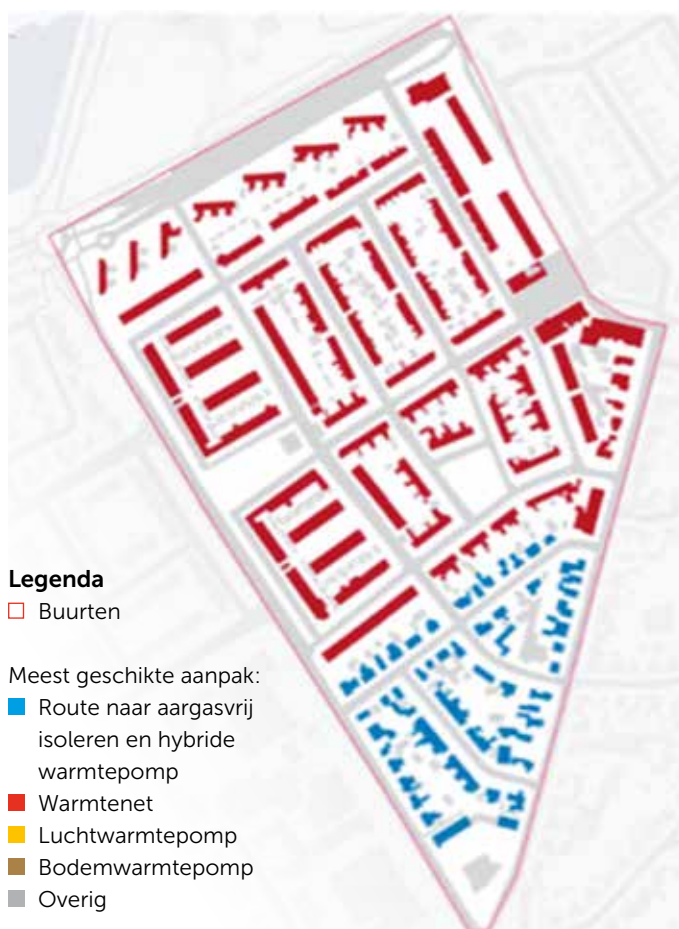 Legenda
Buurten
Meest geschikte aanpak:
Route naar aargasvrij
isoleren en hybride
warmtepomp
Warmtenet
Luchtwarmtepomp
Bodemwarmtepomp
Overig